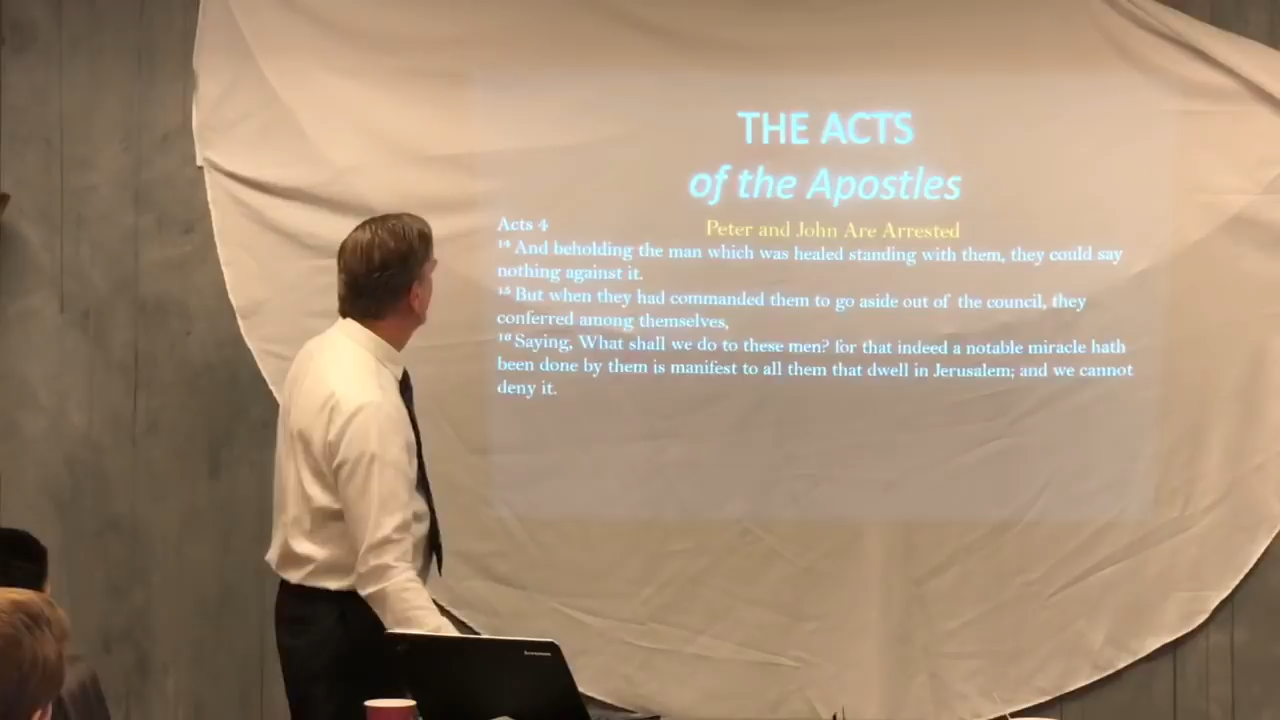 THE ACTS
of the Apostles
Acts 4 Peter and John Are Arrested
14 And beholding the man which was healed standing with them, they could say
nothing against it.
15 But when they had commanded them to go aside out of the council, they
conferred among themselves,
16 Saying, What shall we do to these men? for that indeed a notable miracle hath
been done by them is manifest to all them that dwell in Jerusalem; and we cannot
deny it.
lenovo